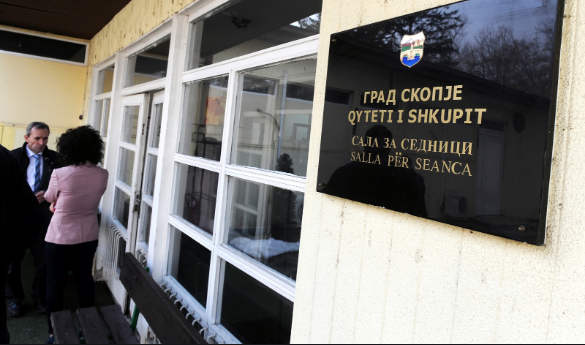 ГРАД СКОПЈЕ
QYTETI I SHKUPIT
САЛА ЗА СЕДНИЦИ
SALLA PËR SEANCA